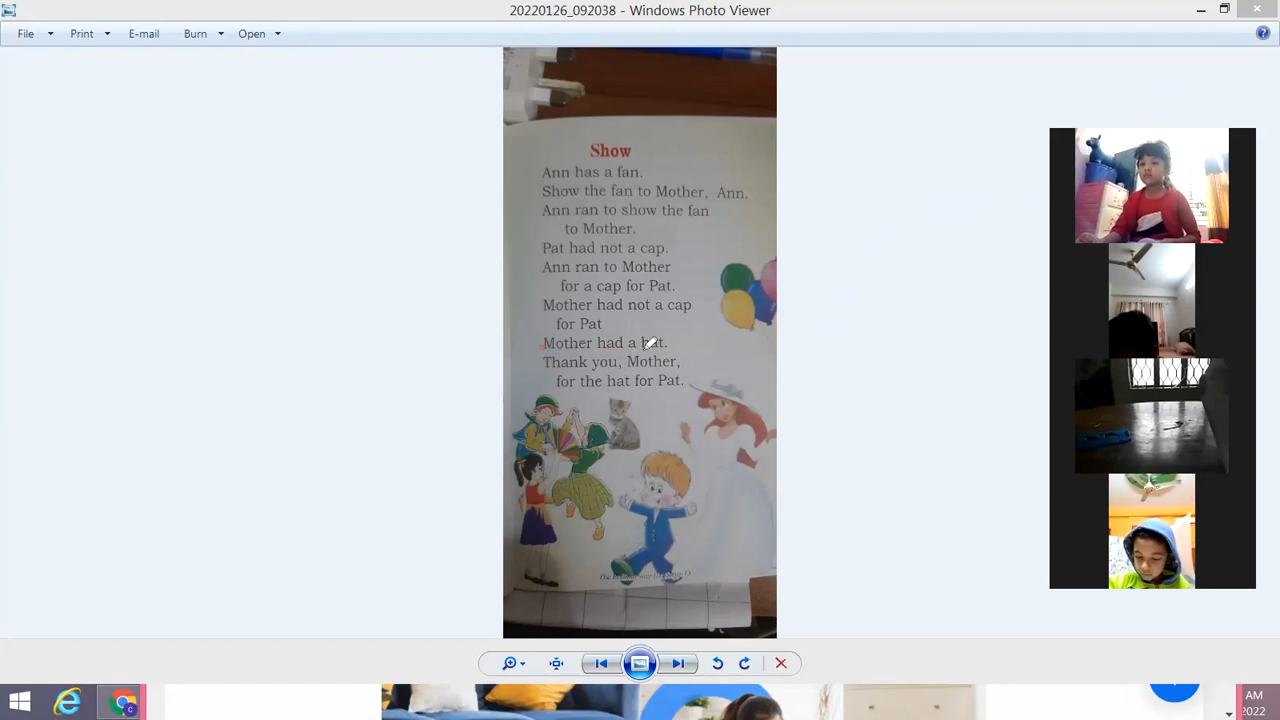 20220126_092038 - Windows Photo Viewer
File Print E-mail Burn Open
Show
Ann has a fan.
Show the fan to Mother, Ann.
Ann ran to show the fan
to Mother.
Pat had not a cap.
Ann ran to Mother
for a cap for Pat.
Mother had not a cap
for Pat
Mother had a hat.
Thank you, Mother,
for the hat for Pat.
AM
2022